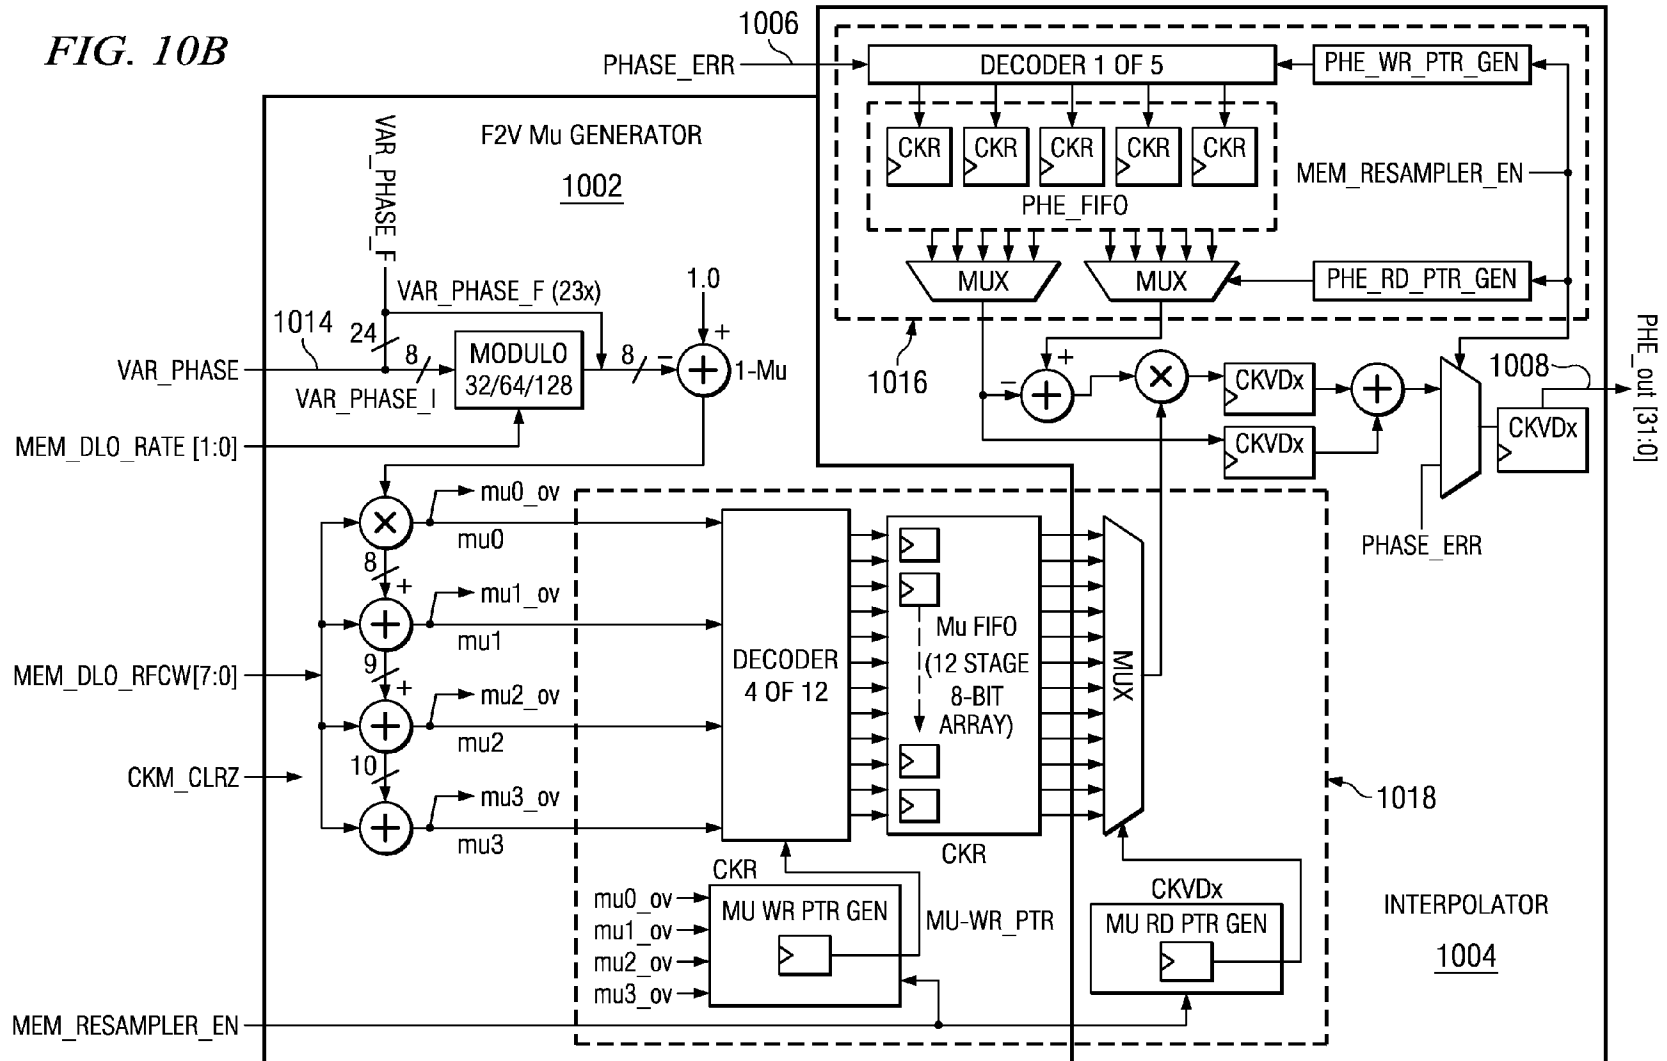 FIG. 10B
1006
PHASE_ERR
DECODER 1 OF 5
PHE_WR_PTR_GEN
CKR
CKR
CKR
CKR
CKR
PHE_FIFO
MEM_RESAMPLER_EN
MUX
MUX
PHE_RD_PTR_GEN
1016
F2V Mu GENERATOR
1002
VAR_PHASE_F
VAR_PHASE_F (23x)
1.0
+
1014
24
8
MODULO
32/64/128
8
–
+
1-Mu
VAR_PHASE
VAR_PHASE_I
MEM_DLO_RATE [1:0]
+
–
+
×
CKVDx
CKVDx
+
1008
CKVDx
PHE_out [31:0]
PHASE_ERR
×
mu0_ov
mu0
8
+
+
mu1_ov
mu1
9
+
MEM_DLO_RFCW[7:0]
+
mu2_ov
mu2
10
CKM_CLRZ
+
mu3_ov
mu3
DECODER
4 OF 12
Mu FIFO
(12 STAGE
8-BIT
ARRAY)
CKR
MUX
1018
CKR
mu0_ov
mu1_ov
mu2_ov
mu3_ov
MU WR PTR GEN
MU-WR_PTR
CKVDx
MU RD PTR GEN
INTERPOLATOR
1004
MEM_RESAMPLER_EN